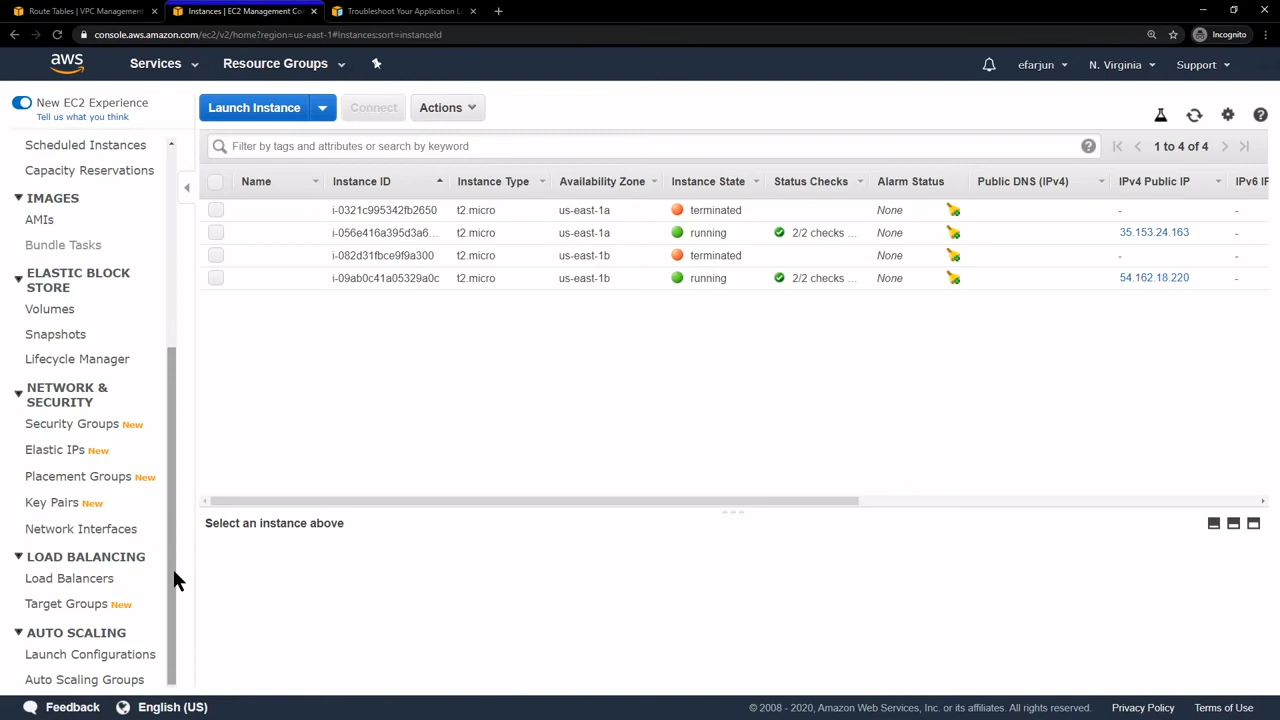 Route Tables | VPC Management
Instances | EC2 Management Co
Troubleshoot Your Application L
console.aws.amazon.com/ec2/v2/home?region=us-east-1#Instances:sort=instanceId
Incognito
aws
Services
Resource Groups
efarjun
N. Virginia
Support
New EC2 Experience
Tell us what you think
Scheduled Instances
Capacity Reservations
IMAGES
AMIs
Bundle Tasks
ELASTIC BLOCK
STORE
Volumes
Snapshots
Lifecycle Manager
NETWORK &
SECURITY
Security Groups New
Elastic IPs New
Placement Groups New
Key Pairs New
Network Interfaces
LOAD BALANCING
Load Balancers
Target Groups New
AUTO SCALING
Launch Configurations
Auto Scaling Groups
Launch Instance
Connect
Actions
Filter by tags and attributes or search by keyword
1 to 4 of 4
Name Instance ID Instance Type Availability Zone Instance State Status Checks Alarm Status Public DNS (IPv4) IPv4 Public IP IPv6 IP
i-0321c995342fb2650 t2.micro us-east-1a terminated None - -
i-056e416a395d3a6... t2.micro us-east-1a running 2/2 checks ... None 35.153.24.163 -
i-082d31fbce9f9a300 t2.micro us-east-1b terminated None - -
i-09ab0c41a05329a0c t2.micro us-east-1b running 2/2 checks ... None 54.162.18.220 -
Select an instance above
Feedback
English (US)
© 2008 - 2020, Amazon Web Services, Inc. or its affiliates. All rights reserved.
Privacy Policy
Terms of Use